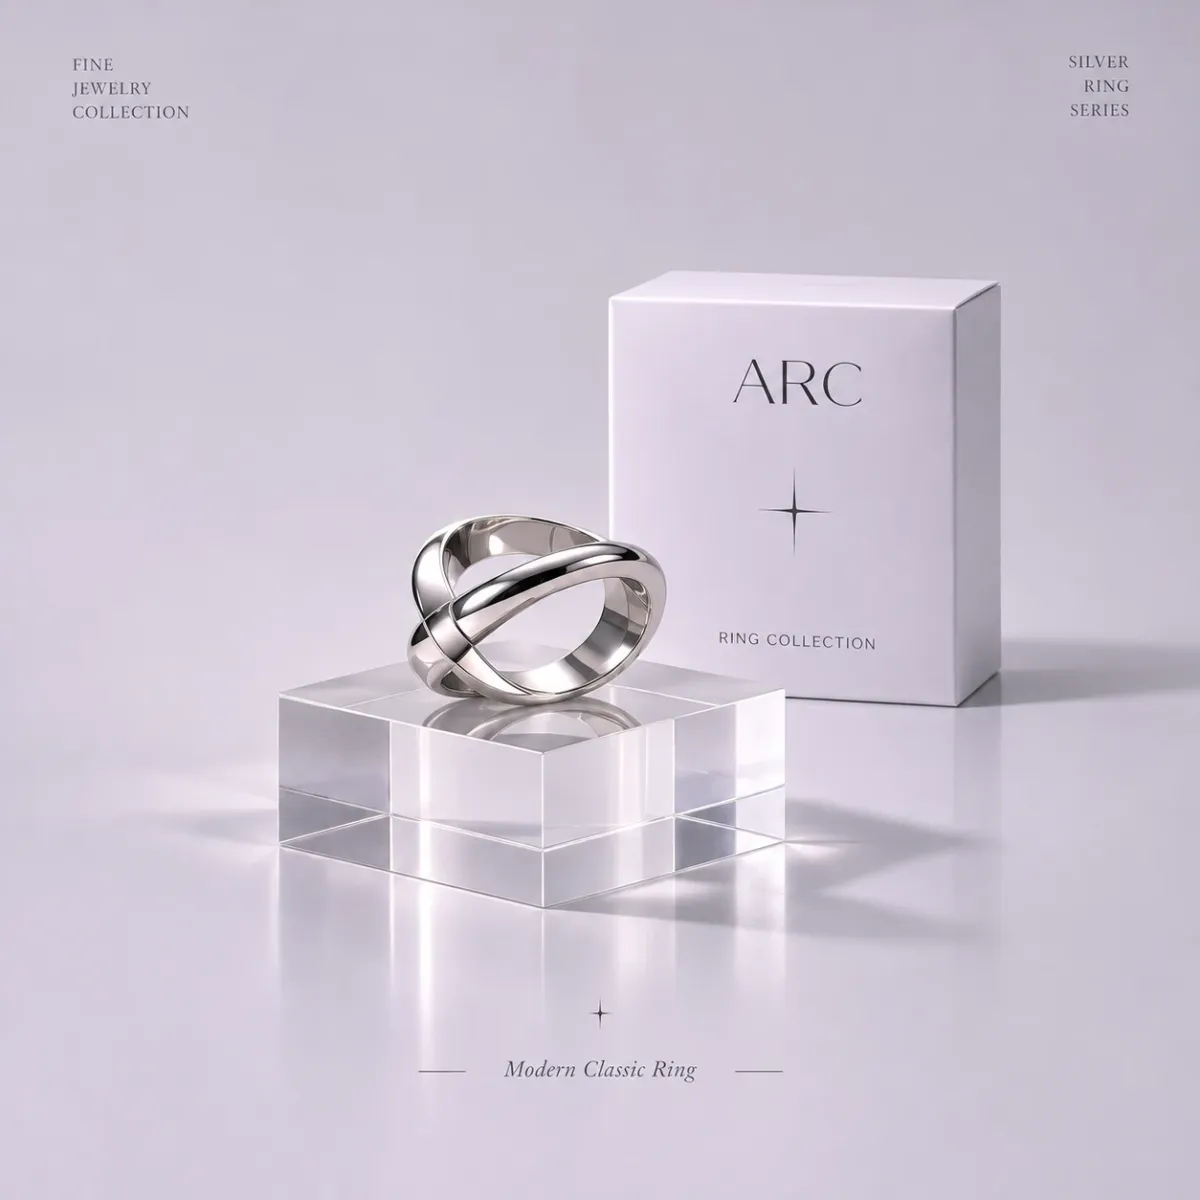 FINE
JEWELRY
COLLECTION
SILVER
RING
SERIES
ARC
RING COLLECTION
Modern Classic Ring